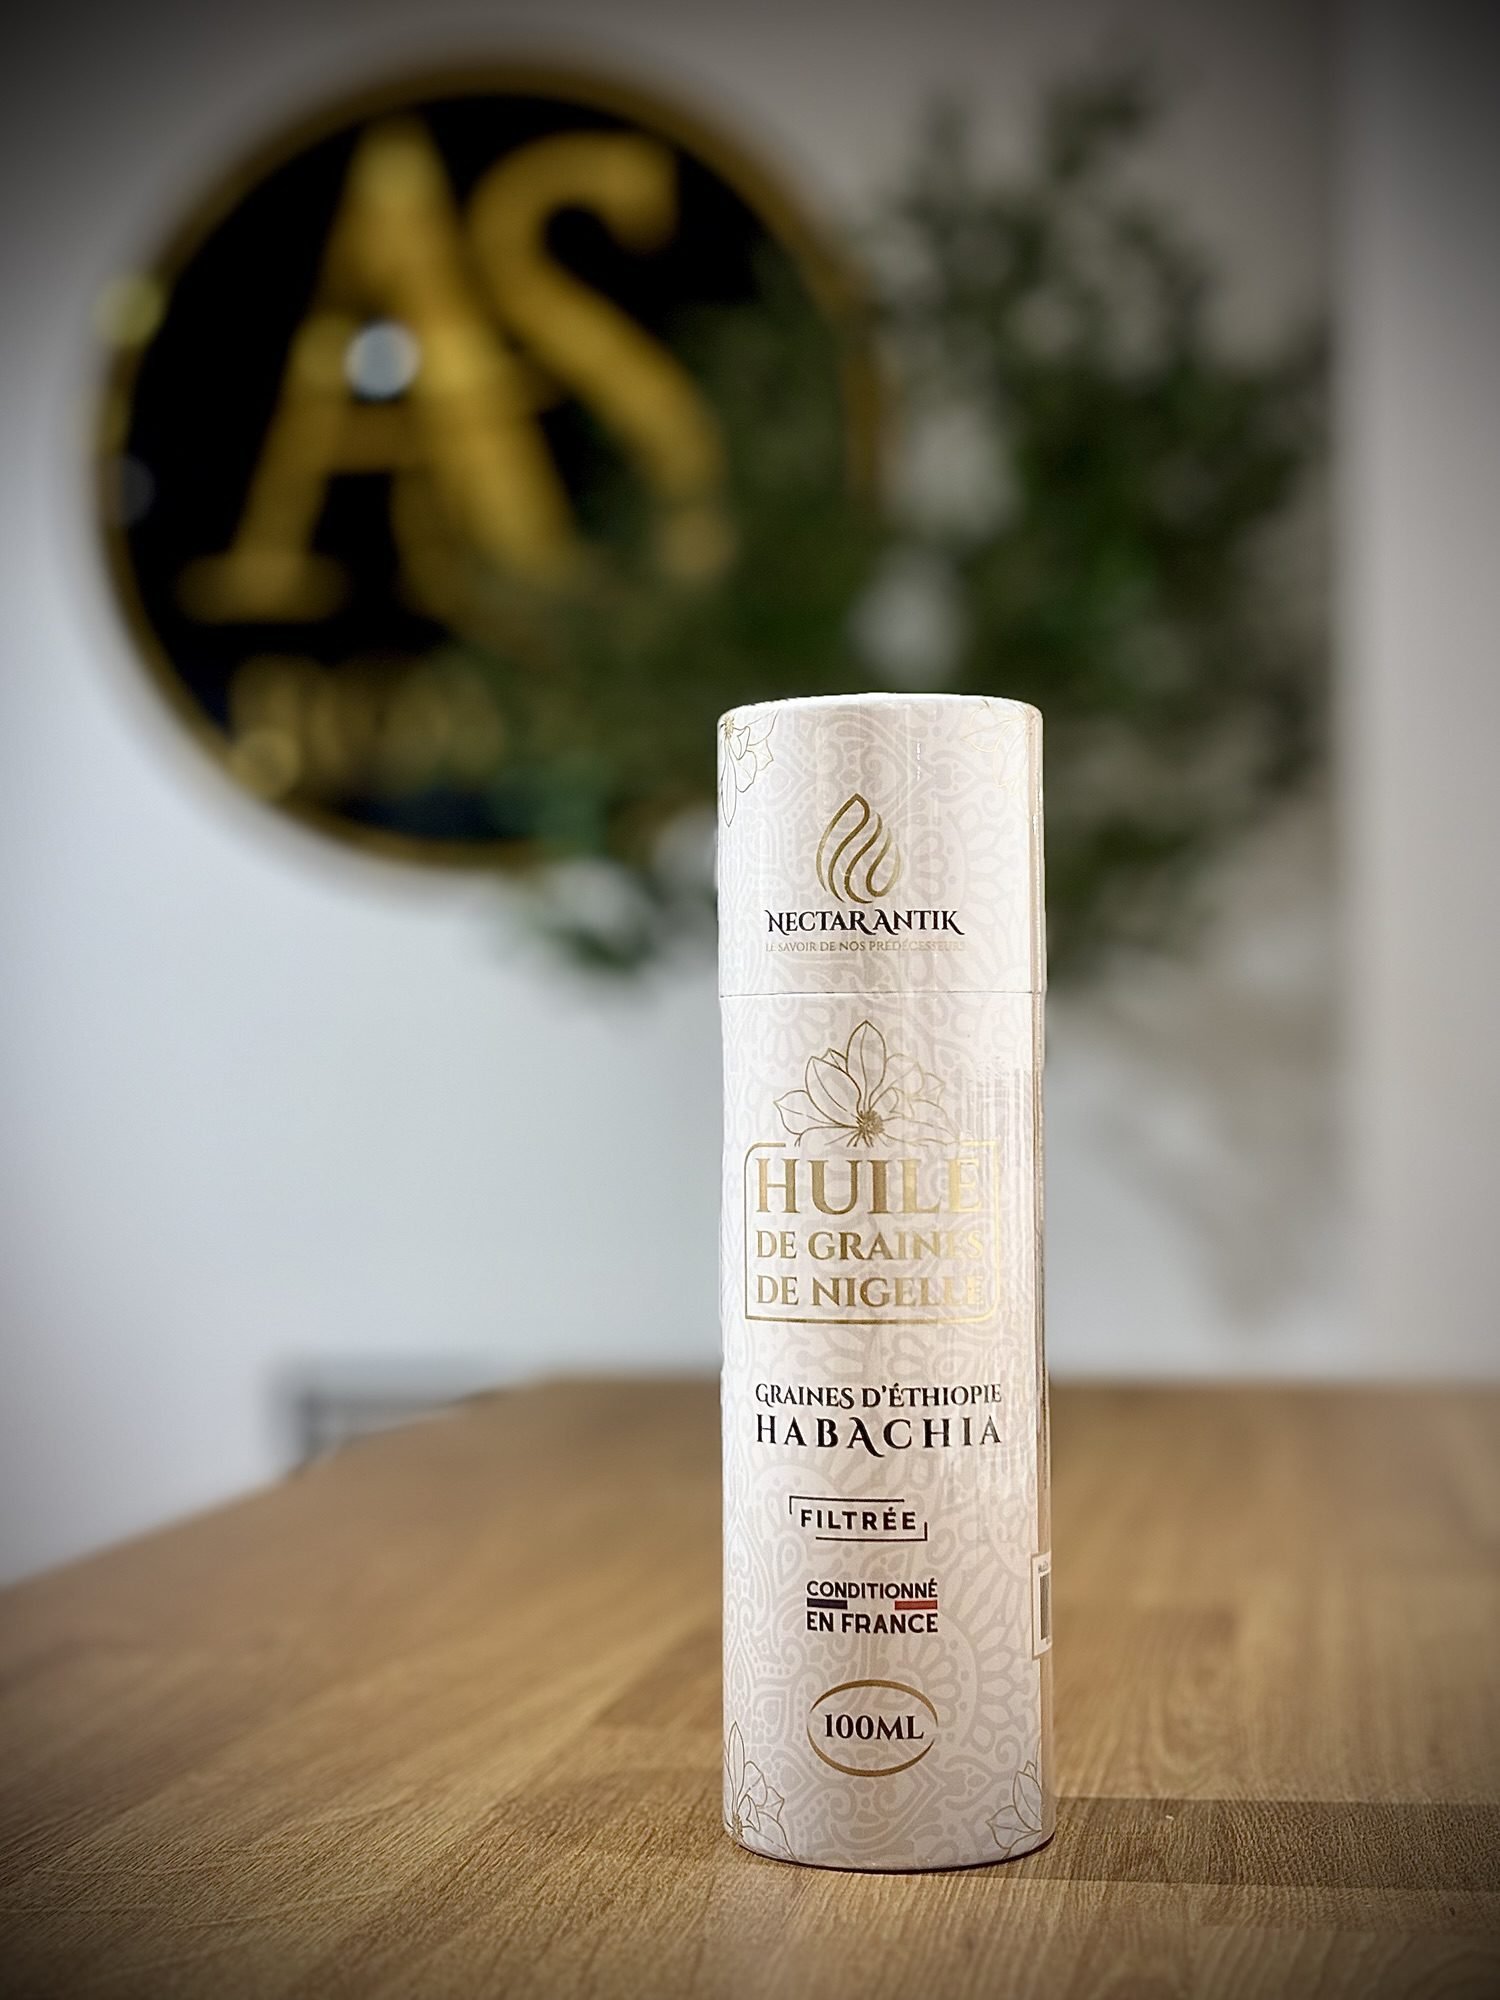 AS
NECTAR ANTIK
LE SAVOIR DE NOS PRÉDÉCESSEURS
HUILE
DE GRAINES
DE NIGELLE
GRAINES D'ÉTHIOPIE
HABACHIA
FILTRÉE
CONDITIONNÉ
EN FRANCE
100ML